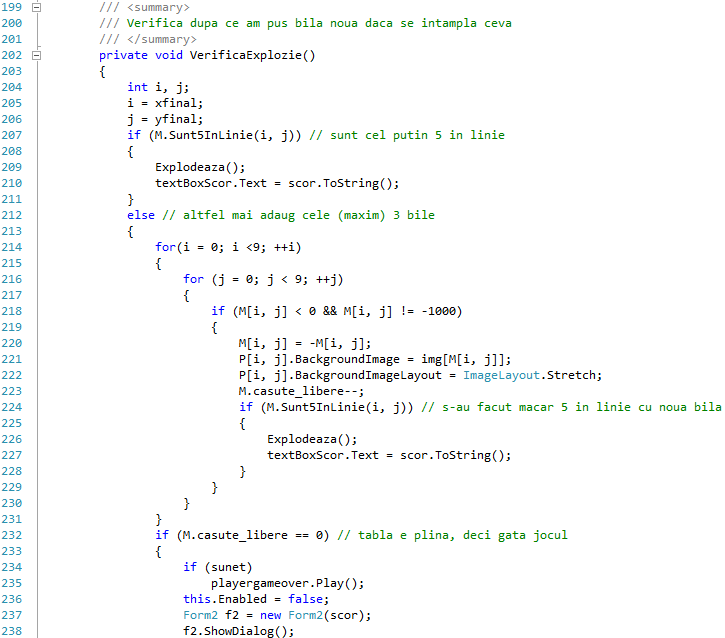 199 /// <summary>
200 /// Verifica dupa ce am pus bila noua daca se intampla ceva
201 /// </summary>
202 private void VerificaExplozie()
203 {
204 int i, j;
205 i = xfinal;
206 j = yfinal;
207 if (M.Sunt5InLinie(i, j)) // sunt cel putin 5 in linie
208 {
209 Explodeaza();
210 textBoxScor.Text = scor.ToString();
211 }
212 else // altfel mai adaug cele (maxim) 3 bile
213 {
214 for(i = 0; i <9; ++i)
215 {
216 for (j = 0; j < 9; ++j)
217 {
218 if (M[i, j] < 0 && M[i, j] != -1000)
219 {
220 M[i, j] = -M[i, j];
221 P[i, j].BackgroundImage = img[M[i, j]];
222 P[i, j].BackgroundImageLayout = ImageLayout.Stretch;
223 M.casute_libere--;
224 if (M.Sunt5InLinie(i, j)) // s-au facut macar 5 in linie cu noua bila
225 {
226 Explodeaza();
227 textBoxScor.Text = scor.ToString();
228 }
229 }
230 }
231 }
232 if (M.casute_libere == 0) // tabla e plina, deci gata jocul
233 {
234 if (sunet)
235 playergameover.Play();
236 this.Enabled = false;
237 Form2 f2 = new Form2(scor);
238 f2.ShowDialog();